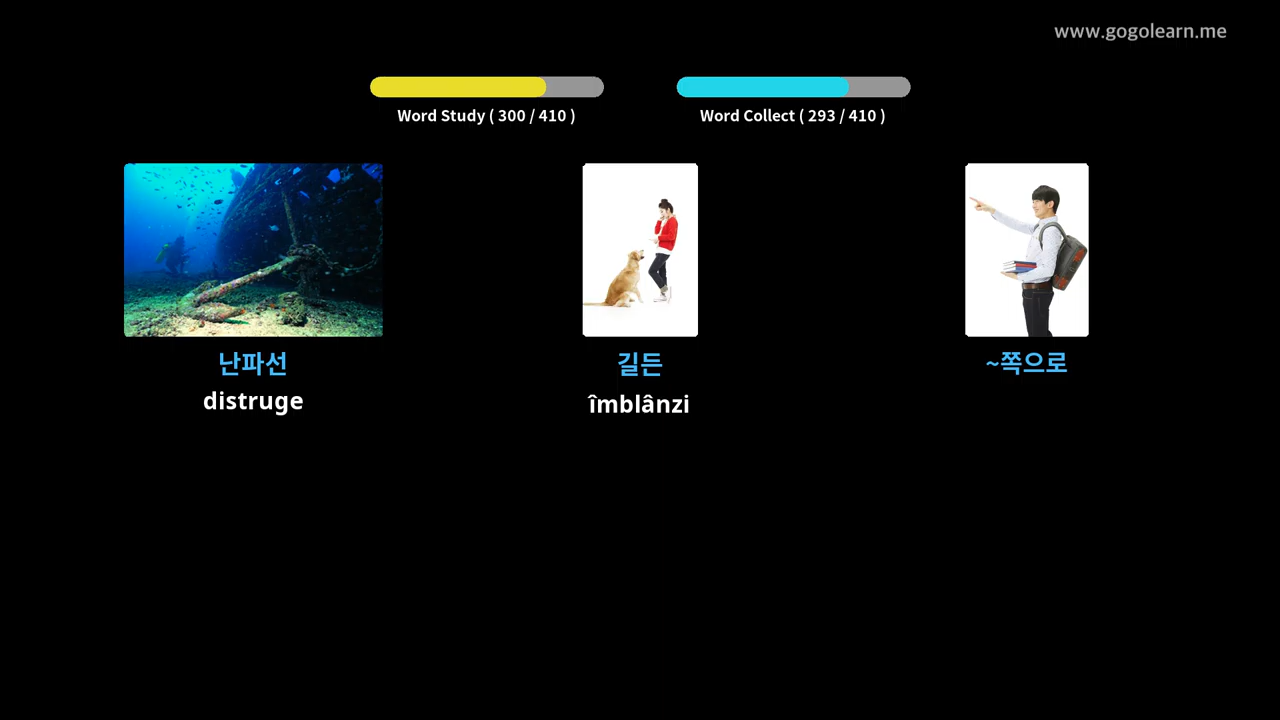 www.gogolearn.me
Word Study ( 300 / 410 )
Word Collect ( 293 / 410 )
난파선
길든
~쪽으로
distruge
îmblânzi